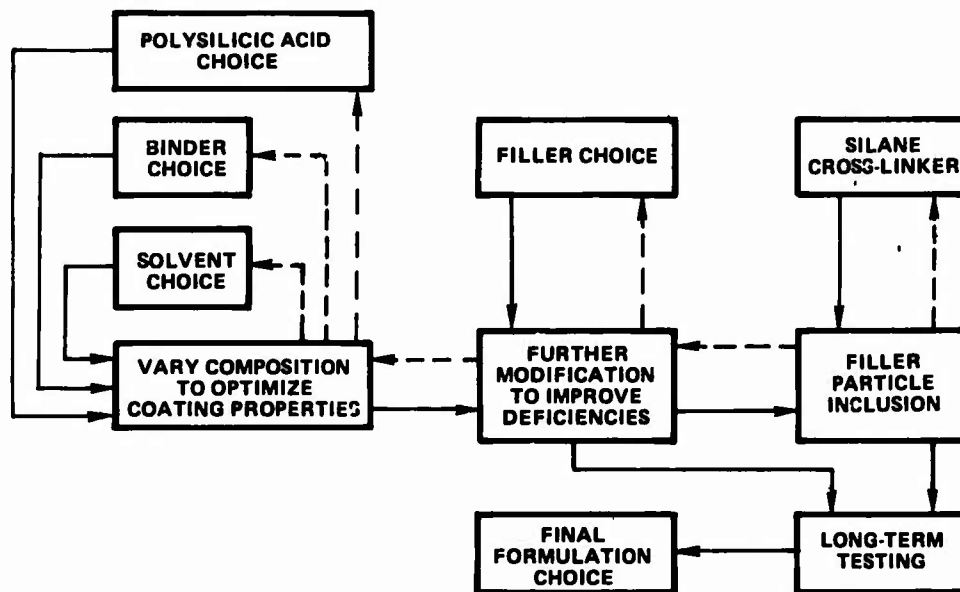 POLYSILICIC ACID
CHOICE
BINDER
CHOICE
SOLVENT
CHOICE
VARY COMPOSITION
TO OPTIMIZE
COATING PROPERTIES
FILLER CHOICE
FURTHER
MODIFICATION
TO IMPROVE
DEFICIENCIES
SILANE
CROSS-LINKER
FILLER
PARTICLE
INCLUSION
LONG-TERM
TESTING
FINAL
FORMULATION
CHOICE